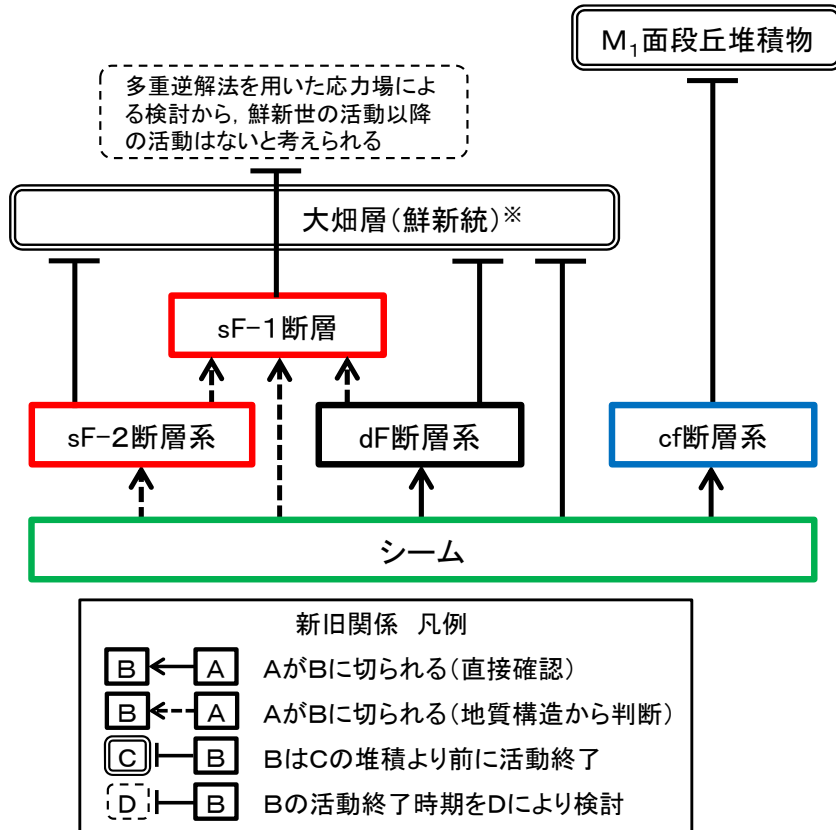 M₁面段丘堆積物
多重逆解法を用いた応力場によ
る検討から，鮮新世の活動以降
の活動はないと考えられる
大畑層（鮮新統）※
sF-1断層
sF-2断層系
dF断層系
cf断層系
シーム
新旧関係 凡例
B A AがBに切られる（直接確認）
B A AがBに切られる（地質構造から判断）
C B BはCの堆積より前に活動終了
D B Bの活動終了時期をDにより検討